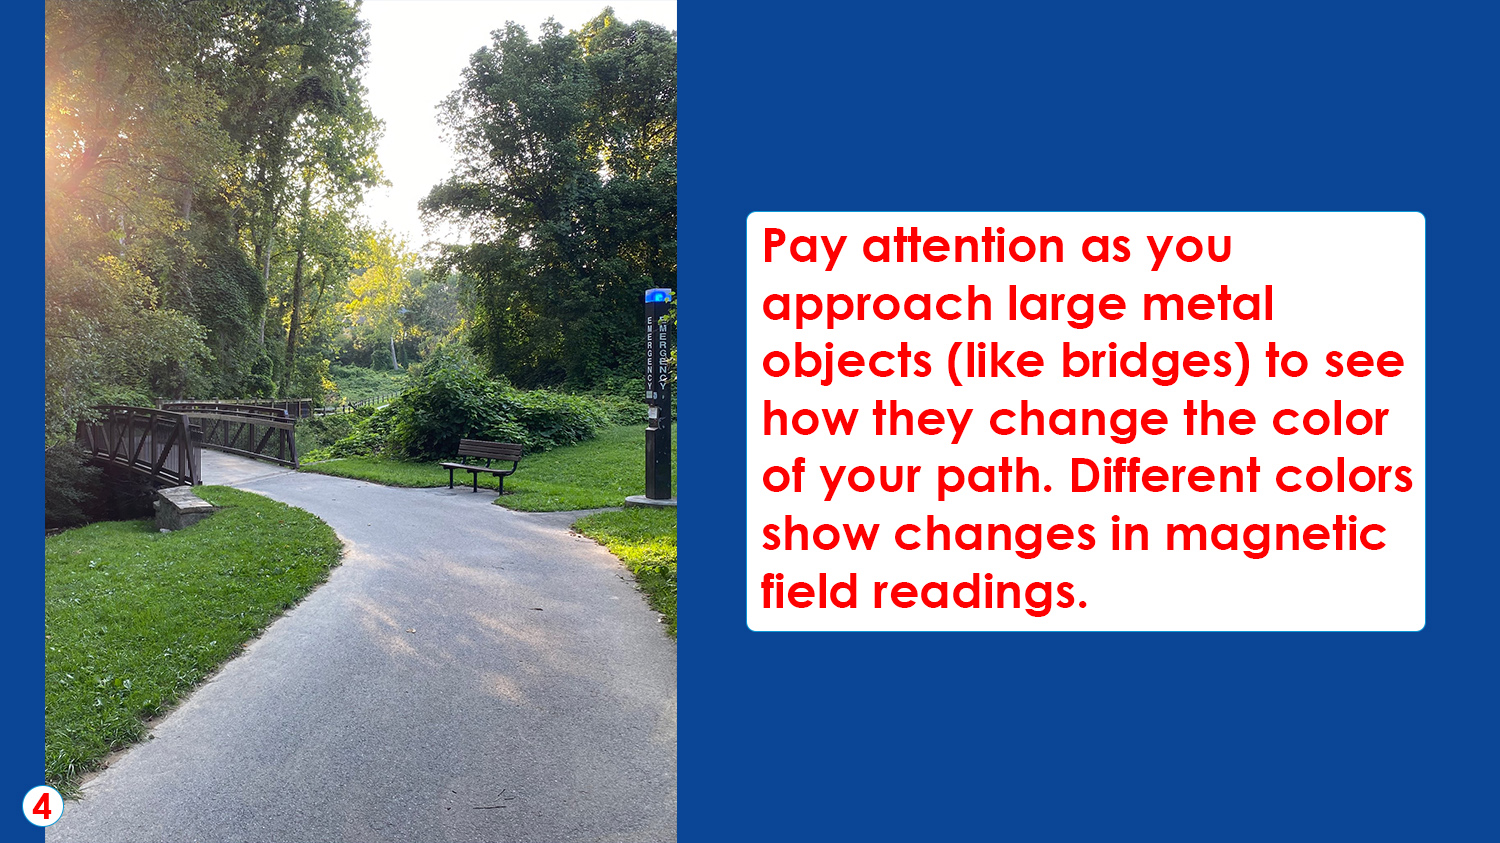 Pay attention as you
approach large metal
objects (like bridges) to see
how they change the color
of your path. Different colors
show changes in magnetic
field readings.
EMERGENCY
EMERGENCY
4